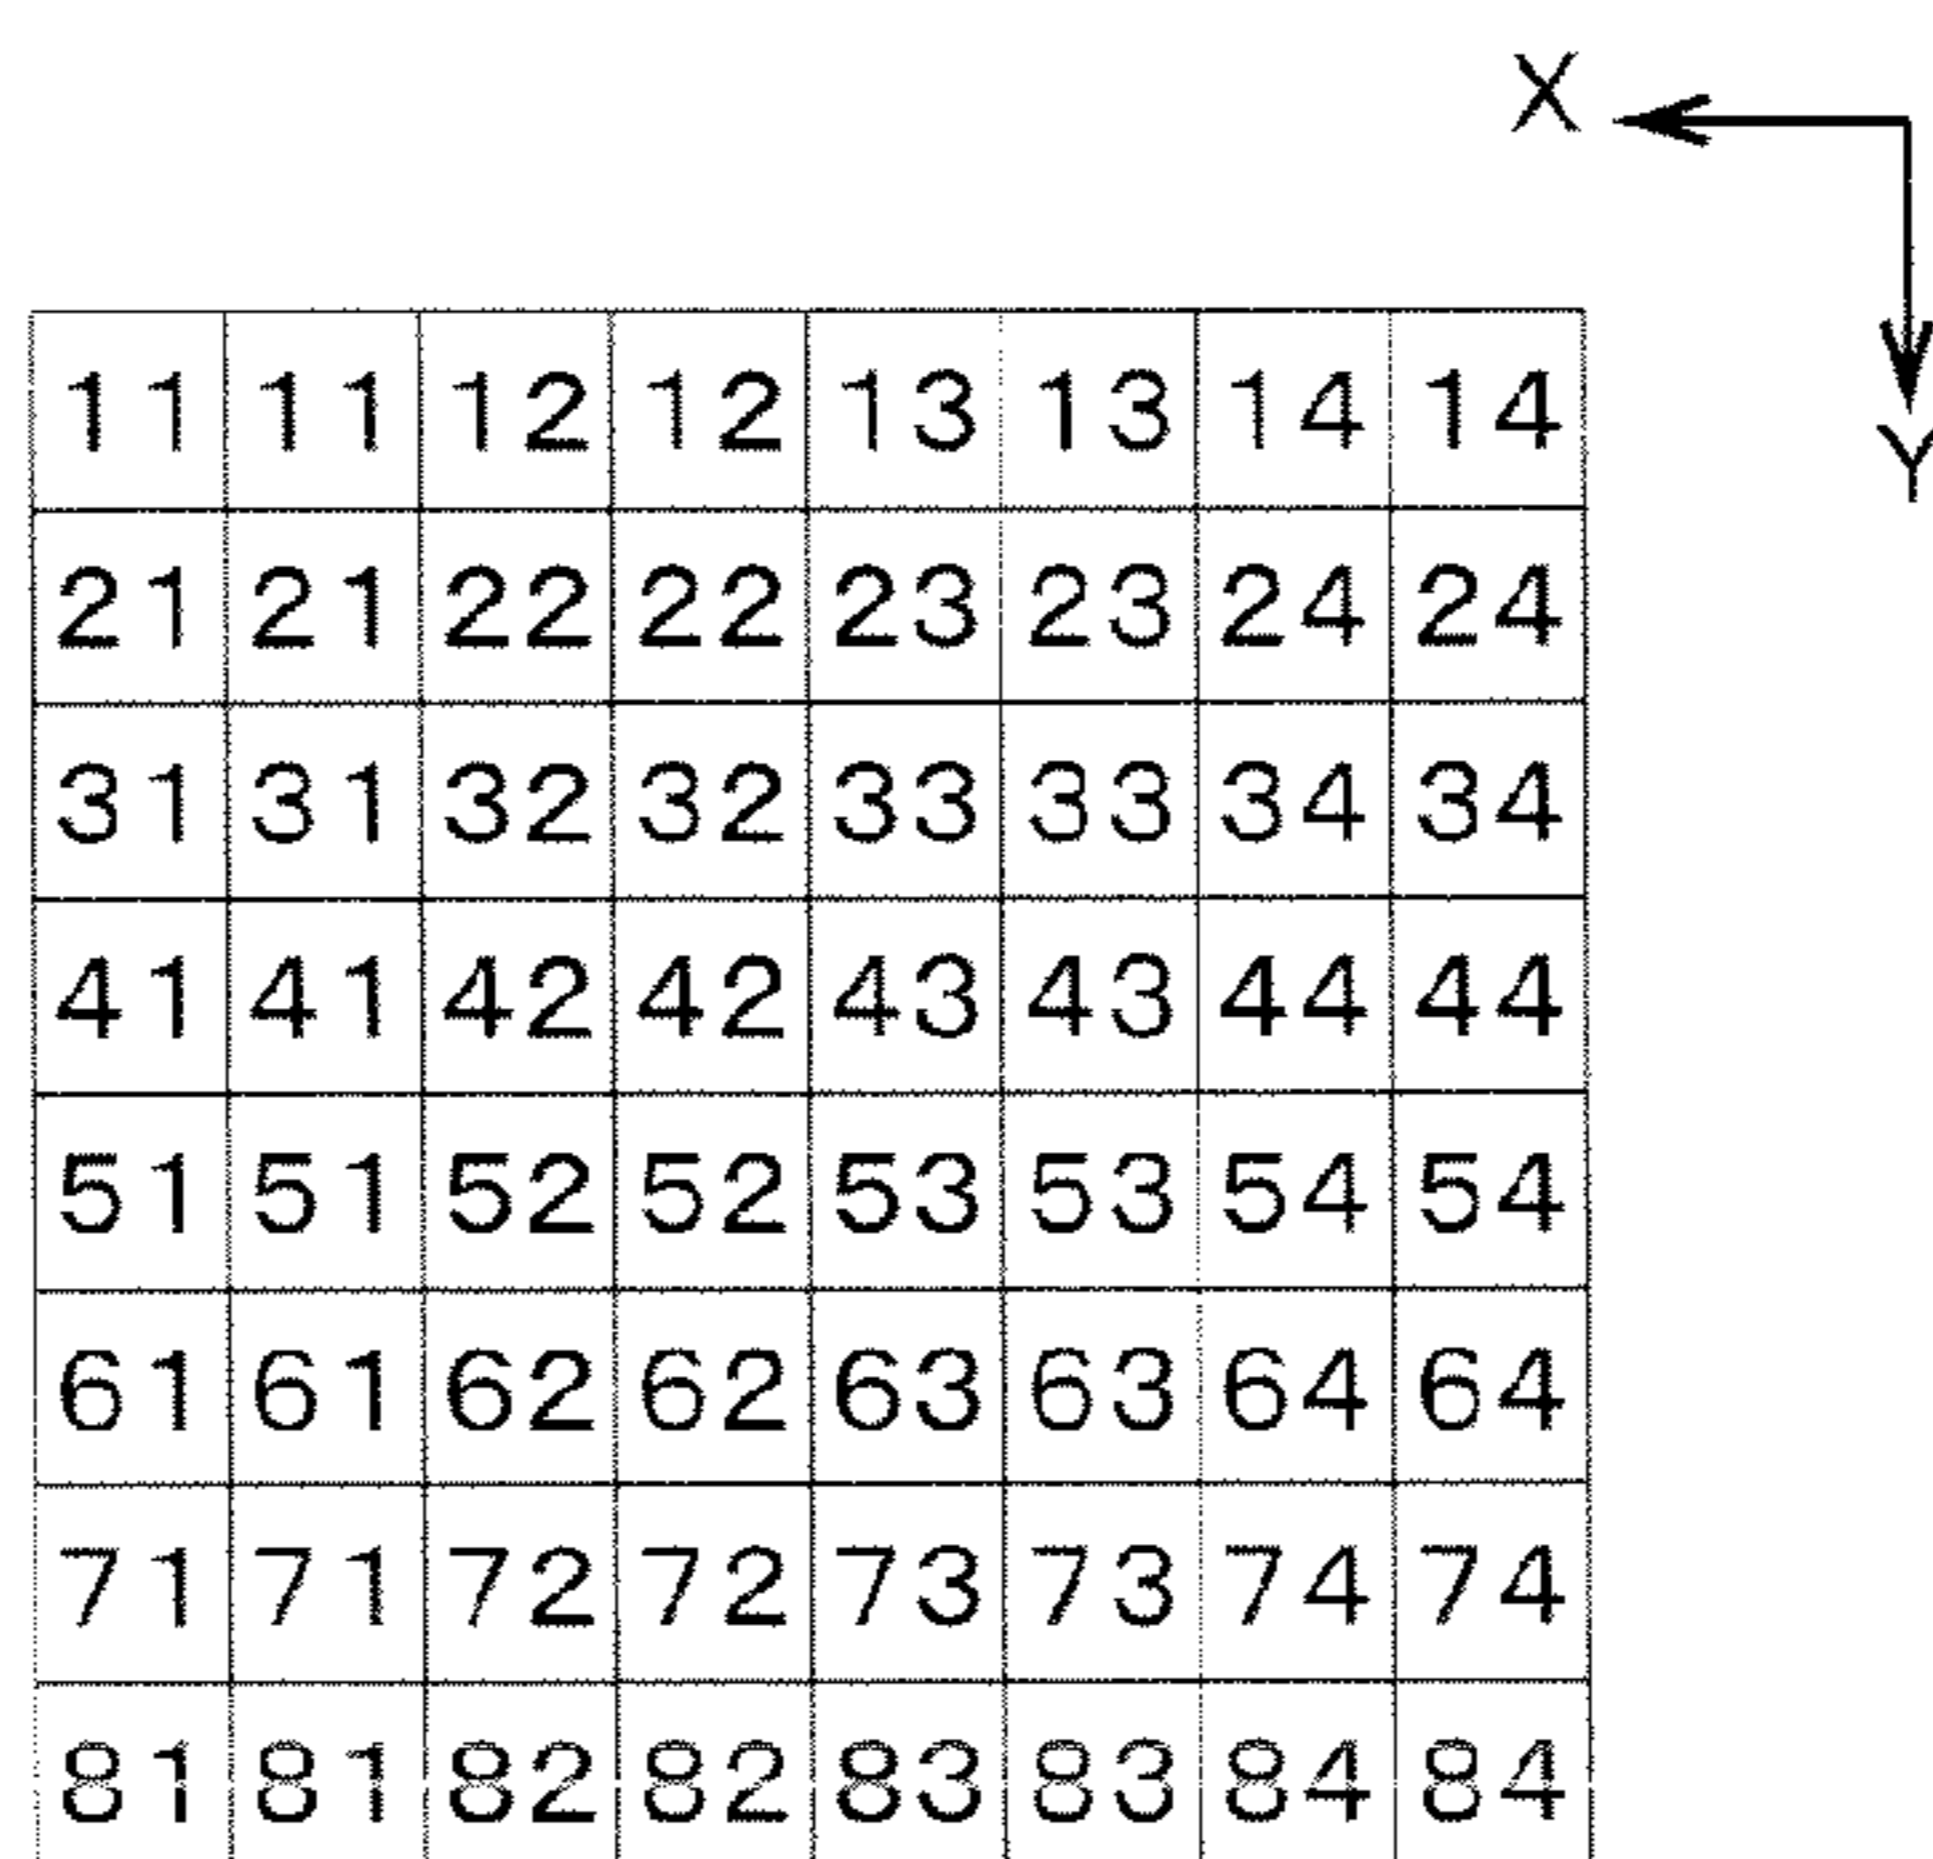 X
Y
11 11 12 12 13 13 14 14
21 21 22 22 23 23 24 24
31 31 32 32 33 33 34 34
41 41 42 42 43 43 44 44
51 51 52 52 53 53 54 54
61 61 62 62 63 63 64 64
71 71 72 72 73 73 74 74
81 81 82 82 83 83 84 84